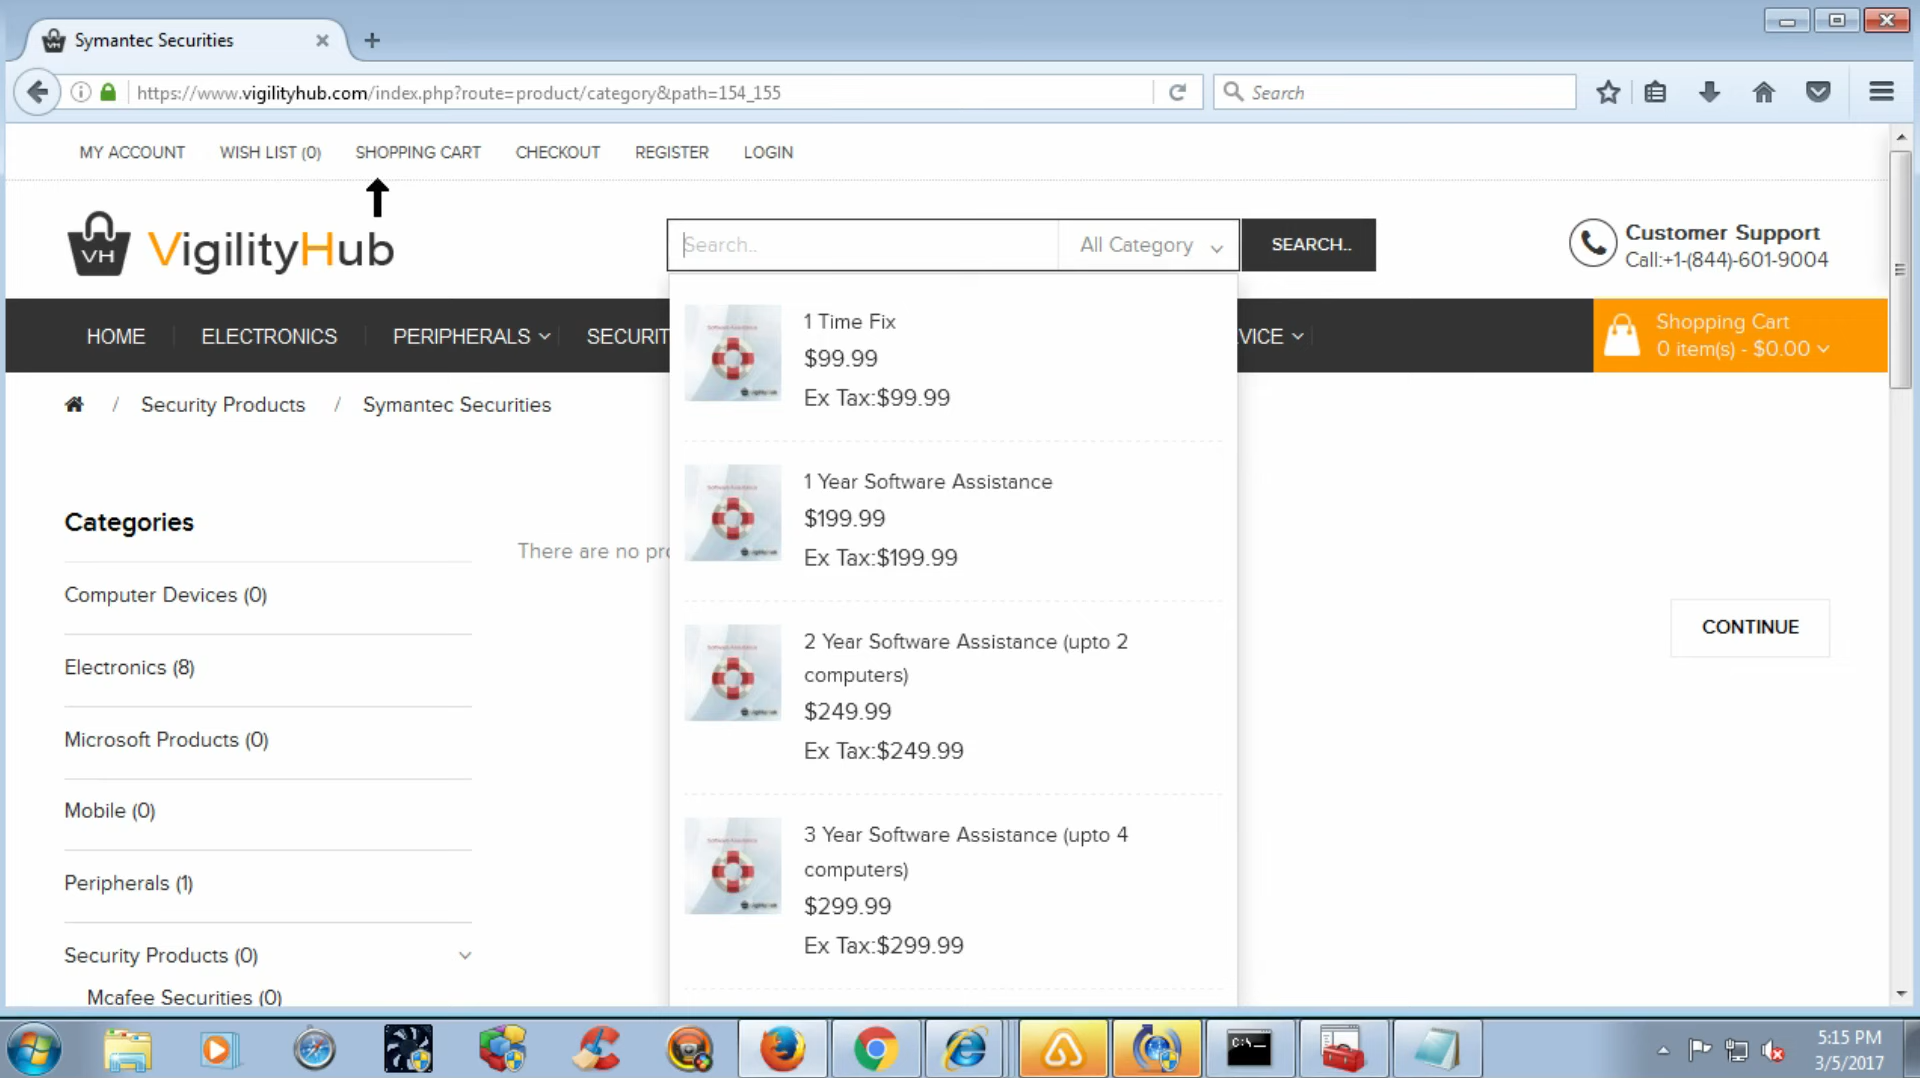 Symantec Securities
https://www.vigilityhub.com/index.php?route=product/category&path=154_155
Search
MY ACCOUNT WISH LIST (0) SHOPPING CART CHECKOUT REGISTER LOGIN
VH
VigilityHub
Search..
All Category
SEARCH..
Customer Support
Call:+1-(844)-601-9004
HOME ELECTRONICS PERIPHERALS
Shopping Cart
0 item(s) - $0.00
/ Security Products / Symantec Securities
1 Time Fix
$99.99
Ex Tax:$99.99
1 Year Software Assistance
$199.99
Ex Tax:$199.99
2 Year Software Assistance (upto 2
computers)
$249.99
Ex Tax:$249.99
3 Year Software Assistance (upto 4
computers)
$299.99
Ex Tax:$299.99
Categories
Computer Devices (0)
Electronics (8)
Microsoft Products (0)
Mobile (0)
Peripherals (1)
Security Products (0)
Mcafee Securities (0)
There are no
CONTINUE
5:15 PM
3/5/2017